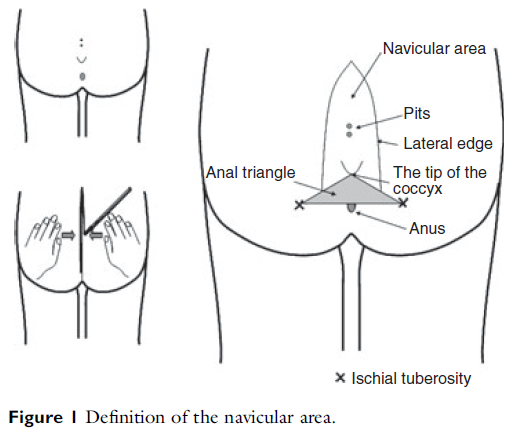 Navicular area
Pits
Lateral edge
Anal triangle
The tip of the
coccyx
Anus
× Ischial tuberosity
Figure 1 Definition of the navicular area.